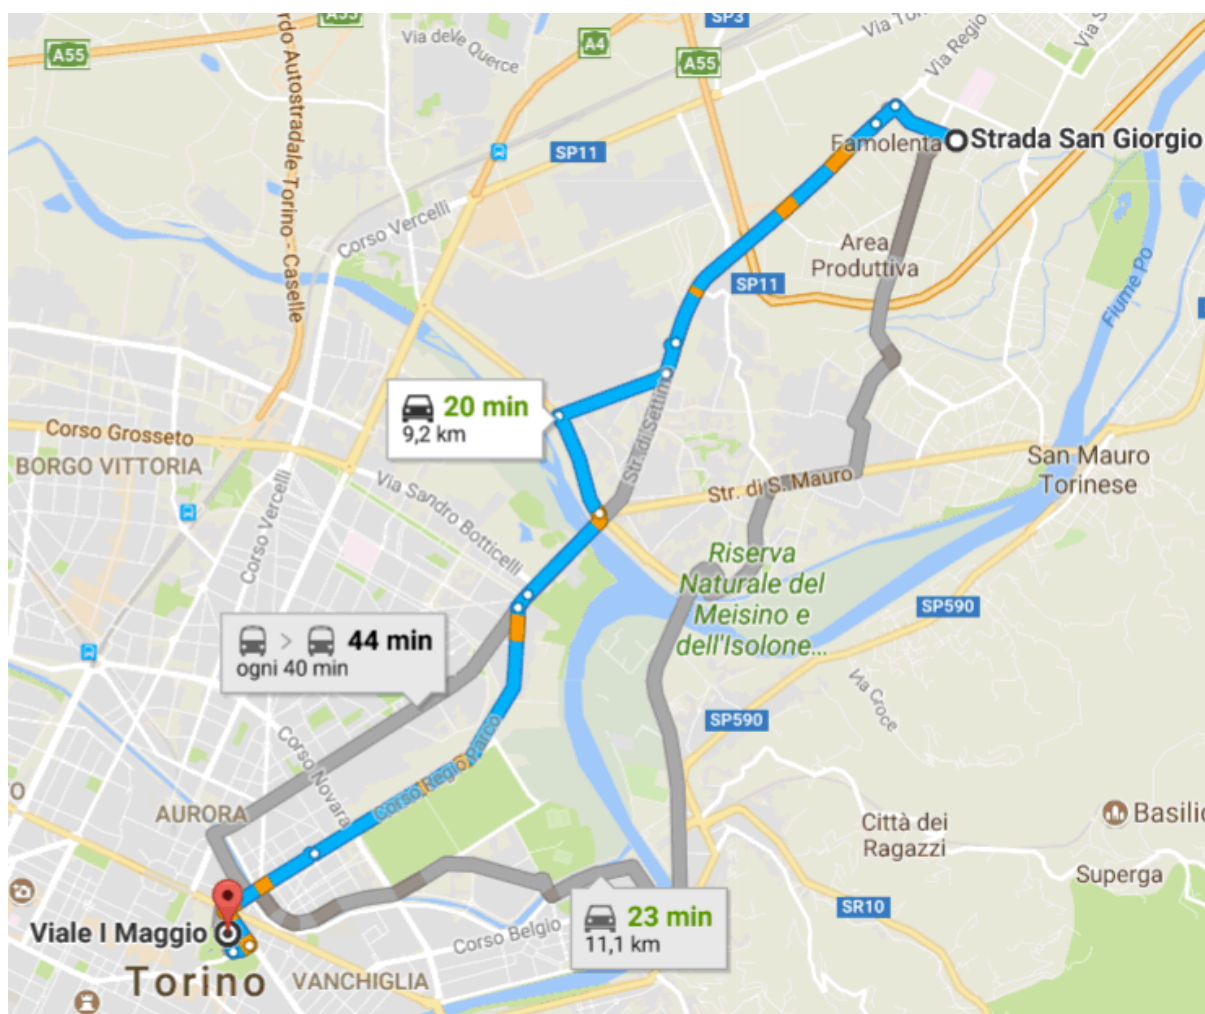 A55
SP3
A4
A55
Via delle Querce
Via Regio
SP11
Famolenta
Strada San Giorgio
Corso Vercelli
Autostradale Torino - Caselle
Area
Produttiva
SP11
Fiume Po
20 min
9,2 km
Corso Grosseto
BORGO VITTORIA
Str. di Settimo
Corso Vercelli
Via Sandro Botticelli
Str. di S. Mauro
San Mauro
Torinese
Riserva
Naturale del
Meisino e
dell'Isolone...
SP590
44 min
ogni 40 min
Via Croce
SP590
Corso Novara
Corso Regio Parco
AURORA
Città dei
Ragazzi
Superga
SR10
23 min
11,1 km
Viale I Maggio
Corso Belgio
Torino
VANCHIGLIA